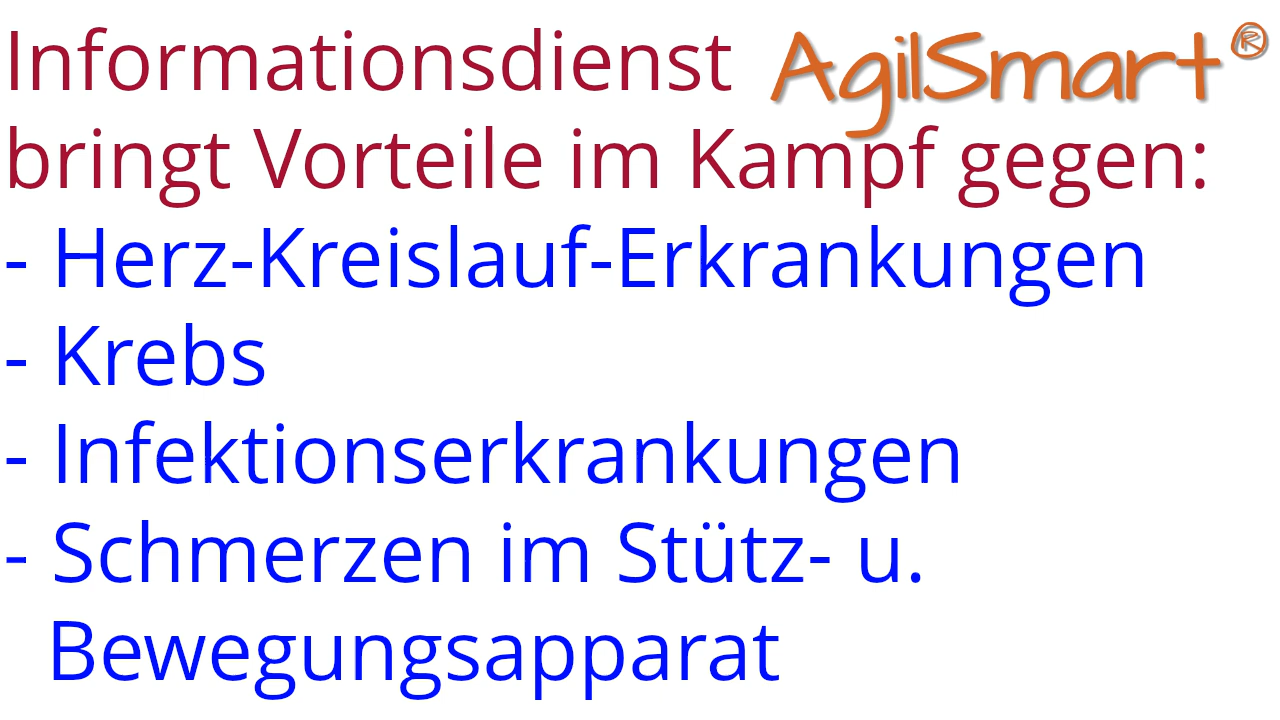 Informationsdienst AgilSmart®
bringt Vorteile im Kampf gegen:
- Herz-Kreislauf-Erkrankungen
- Krebs
- Infektionserkrankungen
- Schmerzen im Stütz- u.
Bewegungsapparat